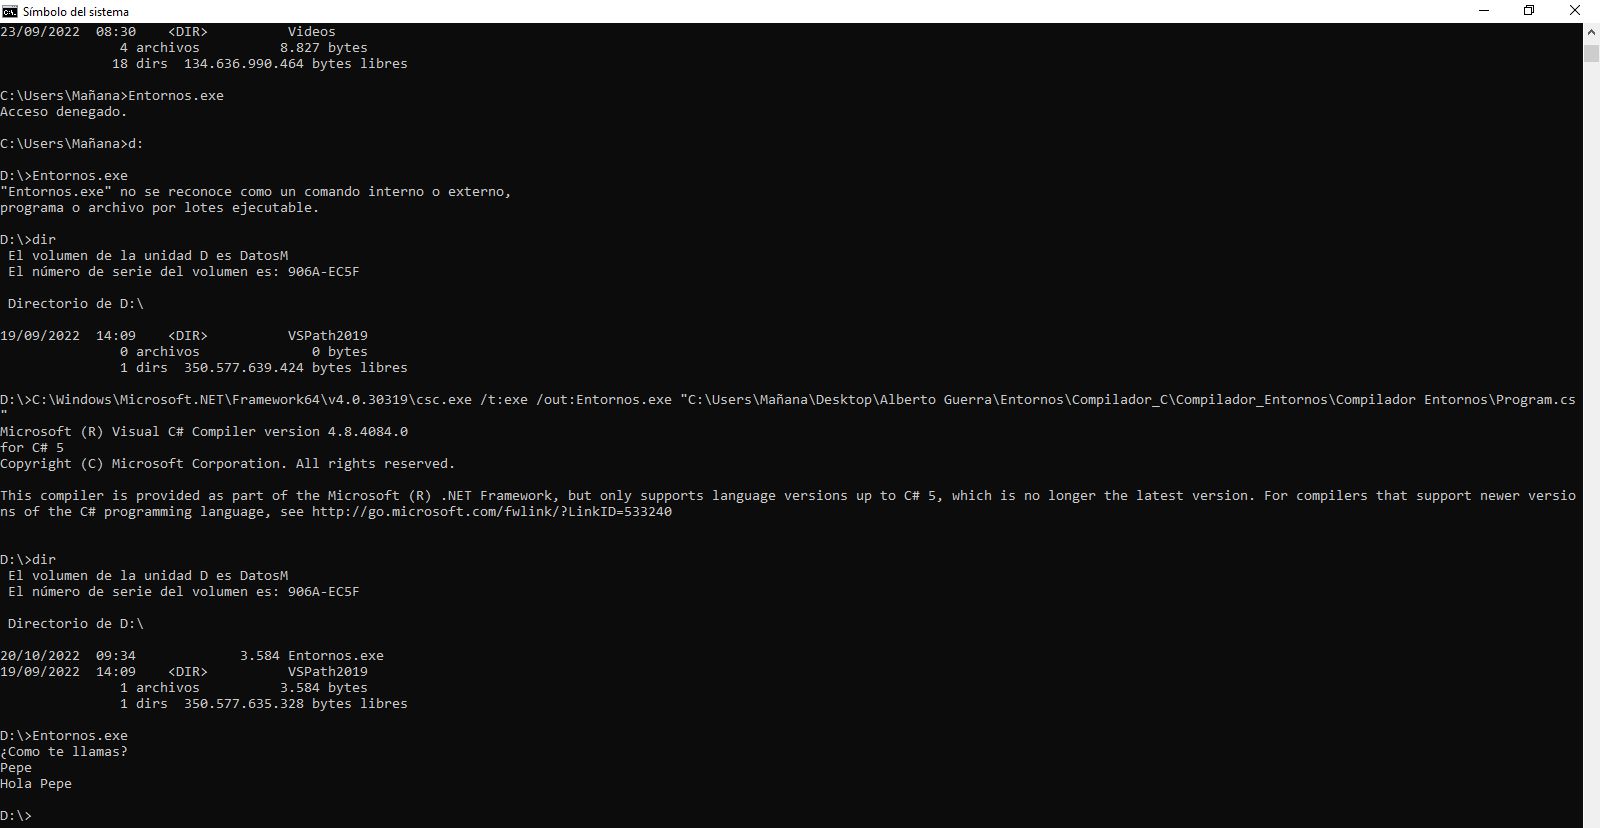 Símbolo del sistema
23/09/2022  08:30    <DIR>          Videos
               4 archivos          8.827 bytes
              18 dirs  134.636.990.464 bytes libres
C:\Users\Mañana>Entornos.exe
Acceso denegado.
C:\Users\Mañana>d:
D:\>Entornos.exe
"Entornos.exe" no se reconoce como un comando interno o externo,
programa o archivo por lotes ejecutable.
D:\>dir
 El volumen de la unidad D es DatosM
 El número de serie del volumen es: 906A-EC5F
 Directorio de D:\
19/09/2022  14:09    <DIR>          VSPath2019
               0 archivos              0 bytes
               1 dirs  350.577.639.424 bytes libres
D:\>C:\Windows\Microsoft.NET\Framework64\v4.0.30319\csc.exe /t:exe /out:Entornos.exe "C:\Users\Mañana\Desktop\Alberto Guerra\Entornos\Compilador_C\Compilador_Entornos\Compilador Entornos\Program.cs
"
Microsoft (R) Visual C# Compiler version 4.8.4084.0
for C# 5
Copyright (C) Microsoft Corporation. All rights reserved.
This compiler is provided as part of the Microsoft (R) .NET Framework, but only supports language versions up to C# 5, which is no longer the latest version. For compilers that support newer versio
ns of the C# programming language, see http://go.microsoft.com/fwlink/?LinkID=533240
D:\>dir
 El volumen de la unidad D es DatosM
 El número de serie del volumen es: 906A-EC5F
 Directorio de D:\
20/10/2022  09:34             3.584 Entornos.exe
19/09/2022  14:09    <DIR>          VSPath2019
               1 archivos          3.584 bytes
               1 dirs  350.577.635.328 bytes libres
D:\>Entornos.exe
¿Como te llamas?
Pepe
Hola Pepe
D:\>